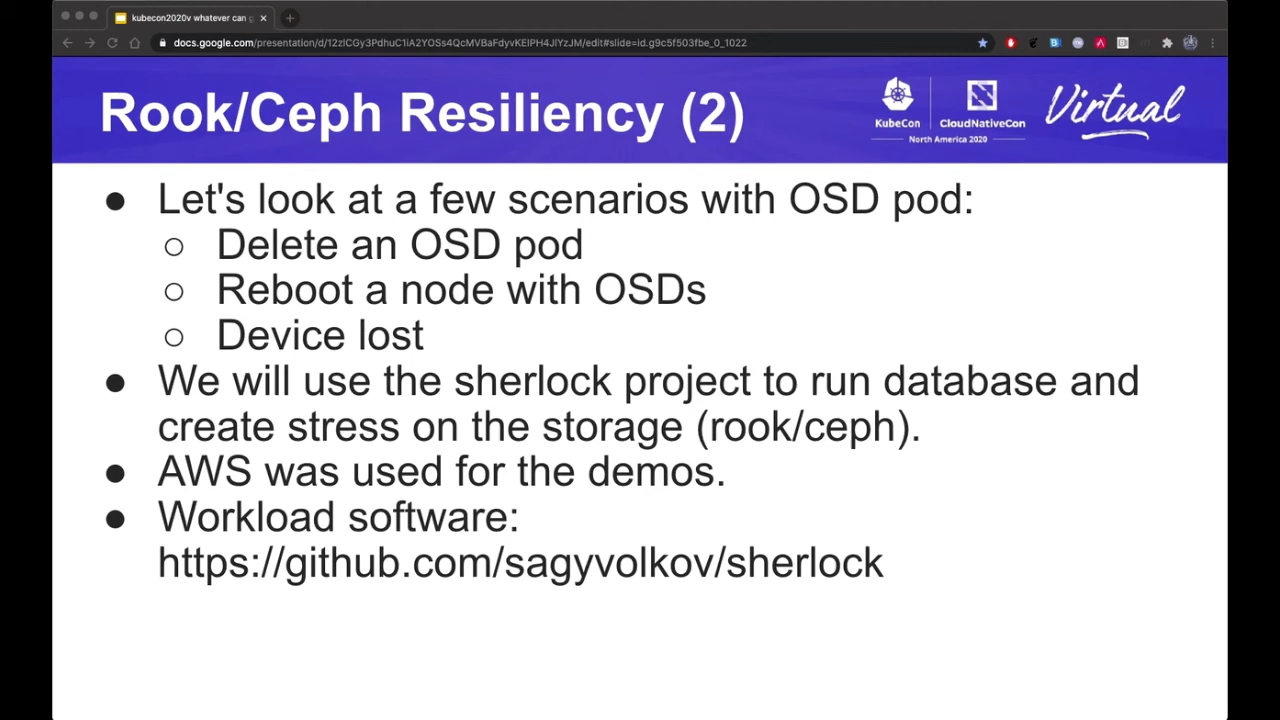 kubecon2020v whatever can g
docs.google.com/presentation/d/12zlCGy3PdhuC1iA2YOSs4QcMVBaFdyvKElPH4JlYzJM/edit#slide=id.g9c5f503fbe_0_1022
Rook/Ceph Resiliency (2)
KubeCon
CloudNativeCon
North America 2020
Virtual
● Let's look at a few scenarios with OSD pod:
○ Delete an OSD pod
○ Reboot a node with OSDs
○ Device lost
● We will use the sherlock project to run database and
create stress on the storage (rook/ceph).
● AWS was used for the demos.
● Workload software:
https://github.com/sagyvolkov/sherlock